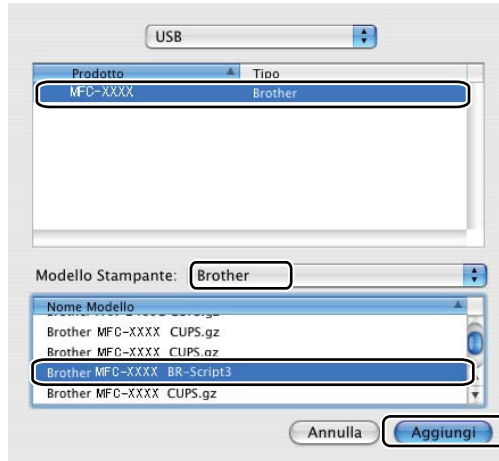 USB
Prodotto Tipo
MFC-XXXX Brother
Modello Stampante: Brother
Nome Modello
Brother MFC-XXXX CUPS.gz
Brother MFC-XXXX CUPS.gz
Brother MFC-XXXX BR-Script3
Brother MFC-XXXX CUPS.gz
Annulla Aggiungi